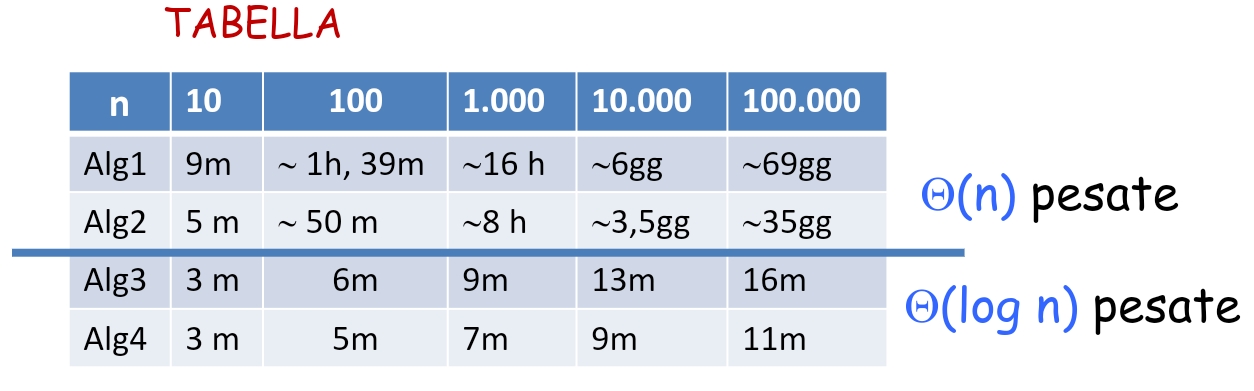 TABELLA
n 10 100 1.000 10.000 100.000
Alg1 9m ~ 1h, 39m ~16 h ~6gg ~69gg
Θ(n) pesate
Alg2 5 m ~ 50 m ~8 h ~3,5gg ~35gg
Alg3 3 m 6m 9m 13m 16m
Θ(log n) pesate
Alg4 3 m 5m 7m 9m 11m